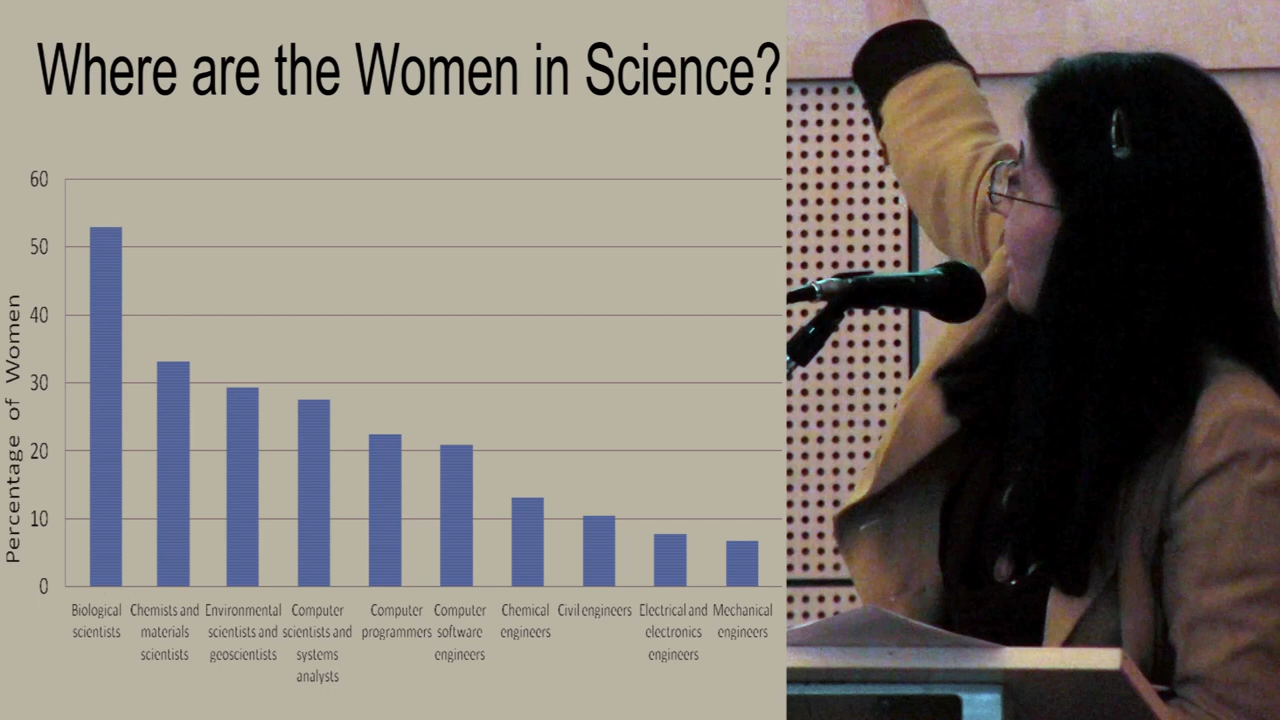 Where are the Women in Science?
60
50
40
30
20
10
0
Percentage of Women
Biological
scientists
Chemists and
materials
scientists
Environmental
scientists and
geoscientists
Computer
scientists and
systems
analysts
Computer
programmers
Computer
software
engineers
Chemical
engineers
Civil engineers
Electrical and
electronics
engineers
Mechanical
engineers